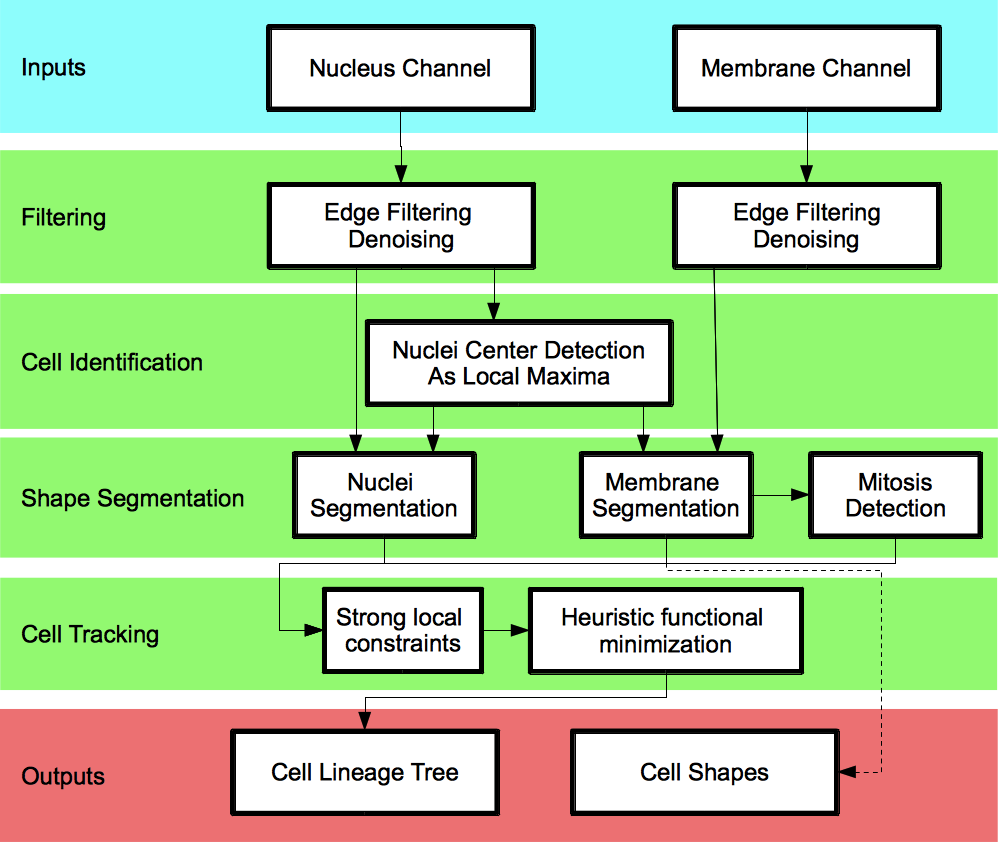 Inputs
Nucleus Channel
Membrane Channel
Filtering
Edge Filtering
Denoising
Edge Filtering
Denoising
Cell Identification
Nuclei Center Detection
As Local Maxima
Shape Segmentation
Nuclei
Segmentation
Membrane
Segmentation
Mitosis
Detection
Cell Tracking
Strong local
constraints
Heuristic functional
minimization
Outputs
Cell Lineage Tree
Cell Shapes